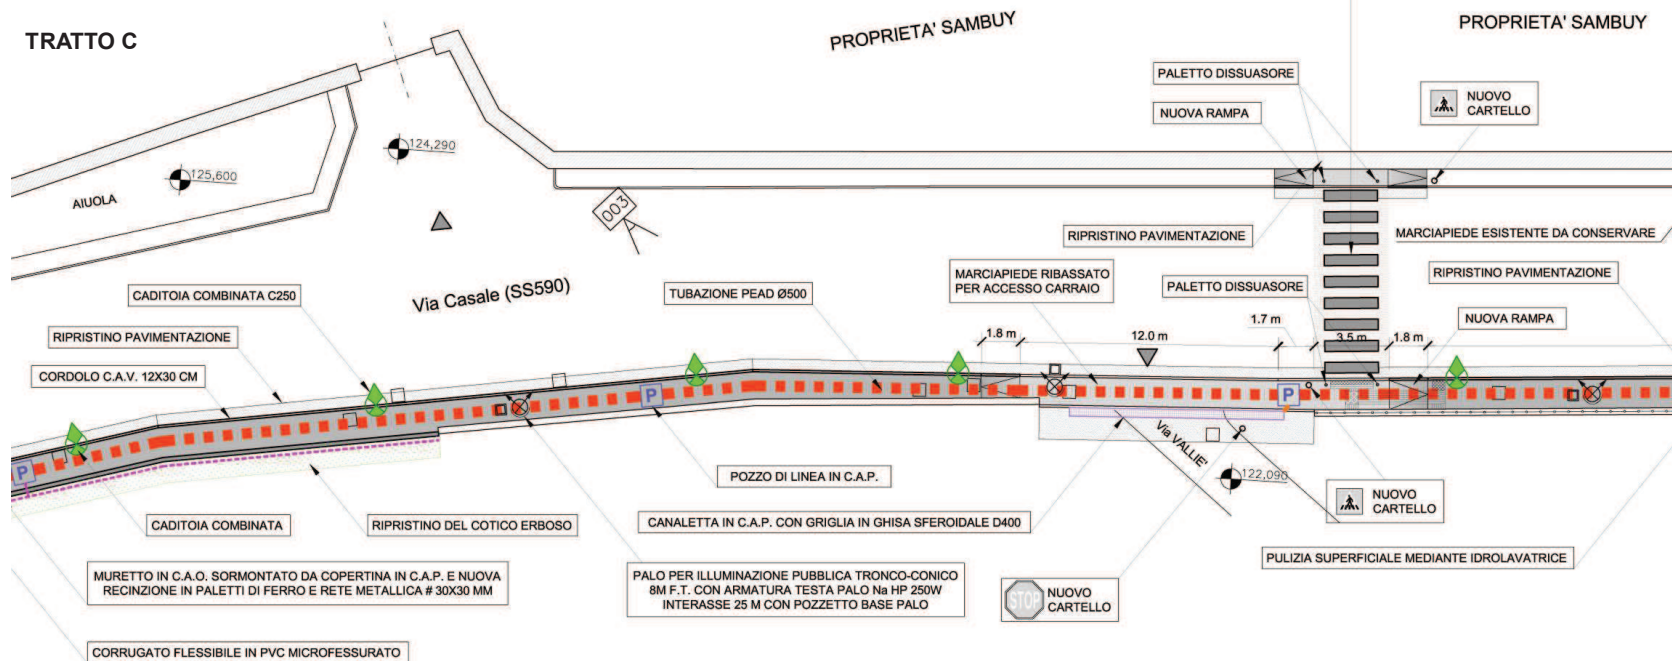 TRATTO C
PROPRIETA' SAMBUY
PROPRIETA' SAMBUY
PALETTO DISSUASORE
NUOVA RAMPA
NUOVO
CARTELLO
124,290
125,600
AIUOLA
003
RIPRISTINO PAVIMENTAZIONE
MARCIAPIEDE ESISTENTE DA CONSERVARE
CADITOIA COMBINATA C250
Via Casale (SS590)
TUBAZIONE PEAD Ø500
MARCIAPIEDE RIBASSATO
PER ACCESSO CARRAIO
PALETTO DISSUASORE
RIPRISTINO PAVIMENTAZIONE
RIPRISTINO PAVIMENTAZIONE
NUOVA RAMPA
1.8 m
12.0 m
1.7 m
3.5 m
1.8 m
CORDOLO C.A.V. 12X30 CM
P
P
P
Via VALLIE'
122,090
POZZO DI LINEA IN C.A.P.
NUOVO
CARTELLO
CADITOIA COMBINATA
RIPRISTINO DEL COTICO ERBOSO
CANALETTA IN C.A.P. CON GRIGLIA IN GHISA SFEROIDALE D400
PULIZIA SUPERFICIALE MEDIANTE IDROLAVATRICE
MURETTO IN C.A.O. SORMONTATO DA COPERTINA IN C.A.P. E NUOVA
RECINZIONE IN PALETTI DI FERRO E RETE METALLICA # 30X30 MM
PALO PER ILLUMINAZIONE PUBBLICA TRONCO-CONICO
8M F.T. CON ARMATURA TESTA PALO Na HP 250W
INTERASSE 25 M CON POZZETTO BASE PALO
STOP
NUOVO
CARTELLO
CORRUGATO FLESSIBILE IN PVC MICROFESSURATO